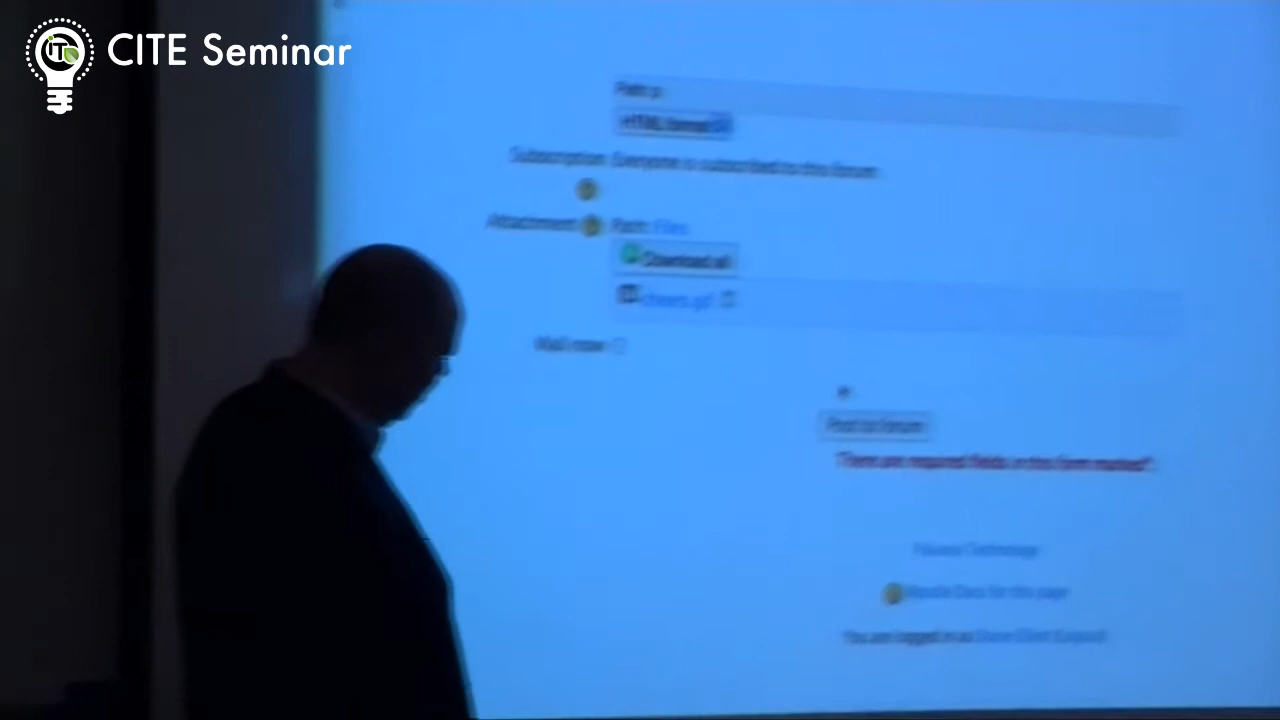 CITE Seminar
Path: p
HTML format
Subscription Everyone is subscribed to this forum
Attachment Path: Files
Download all
cheers.gif
Mail now
Post to forum
There are required fields in this form marked*.
Moodle Docs for this page
You are logged in as (Logout)